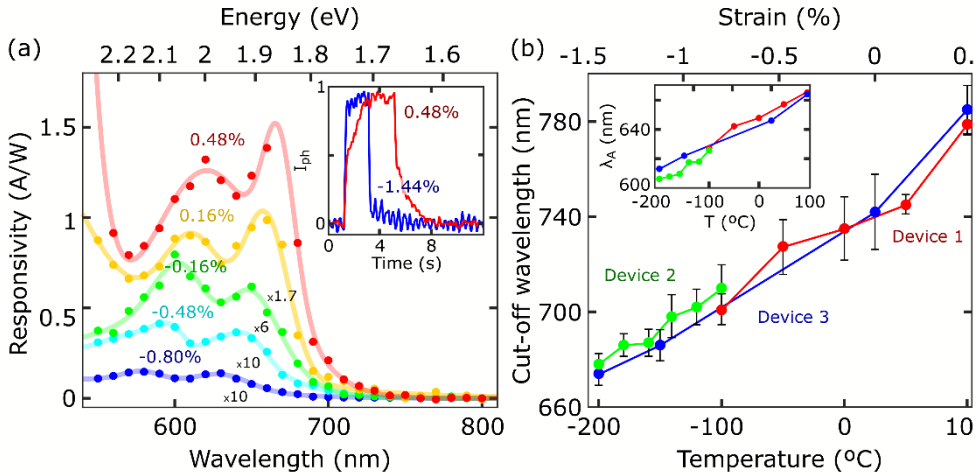 Energy (eV)
(a)
2.2 2.1 2 1.9 1.8 1.7 1.6
Responsivity (A/W)
1.5
1
0.5
0
0.48%
0.16%
-0.16%
-0.48%
-0.80%
x1.7
x6
x10
x10
600 700 800
Wavelength (nm)
Iph
1
0
0.48%
-1.44%
0 4 8
Time (s)
Strain (%)
(b)
-1.5 -1 -0.5 0 0.
Cut-off wavelength (nm)
780
740
700
660
Device 1
Device 2
Device 3
-200 -100 0 10
Temperature (ºC)
λA (nm)
640
600
-200 -100 0 100
T (ºC)